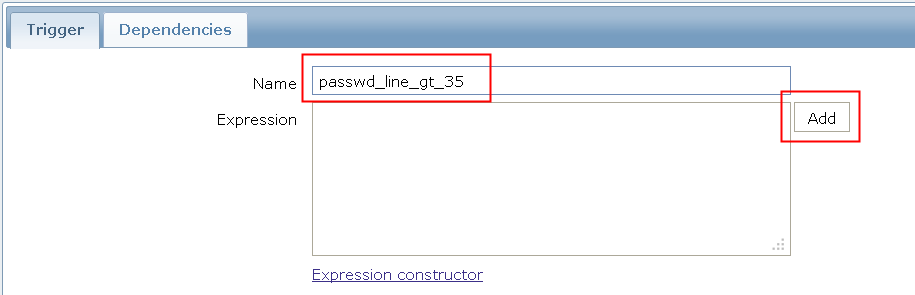 Trigger Dependencies
Name passwd_line_gt_35
Expression Add
Expression constructor